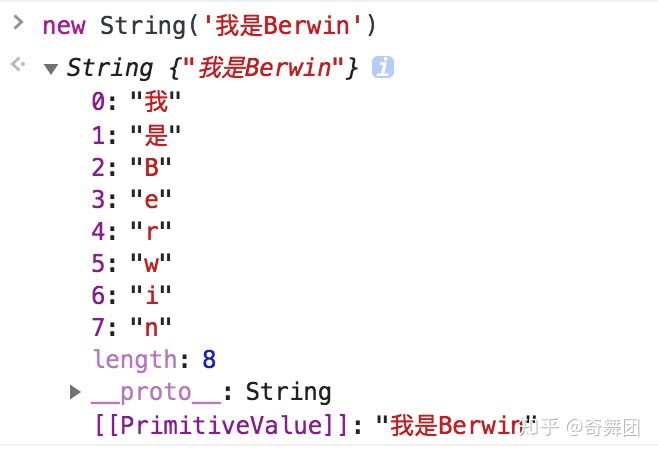 > new String('我是Berwin')
<· ▼ String {"我是Berwin"} i
0: "我"
1: "是"
2: "B"
3: "e"
4: "r"
5: "w"
6: "i"
7: "n"
length: 8
▶ __proto__: String
[[PrimitiveValue]]: "我是Berwin"
知乎 @奇舞团